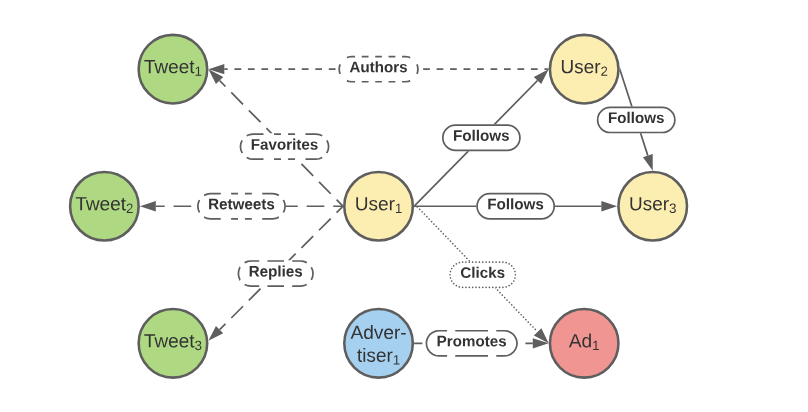 Tweet₁
Authors
User₂
Follows
Favorites
Tweet₂
Retweets
User₁
Follows
Follows
User₃
Replies
Clicks
Tweet₃
Adver-
tiser₁
Promotes
Ad₁